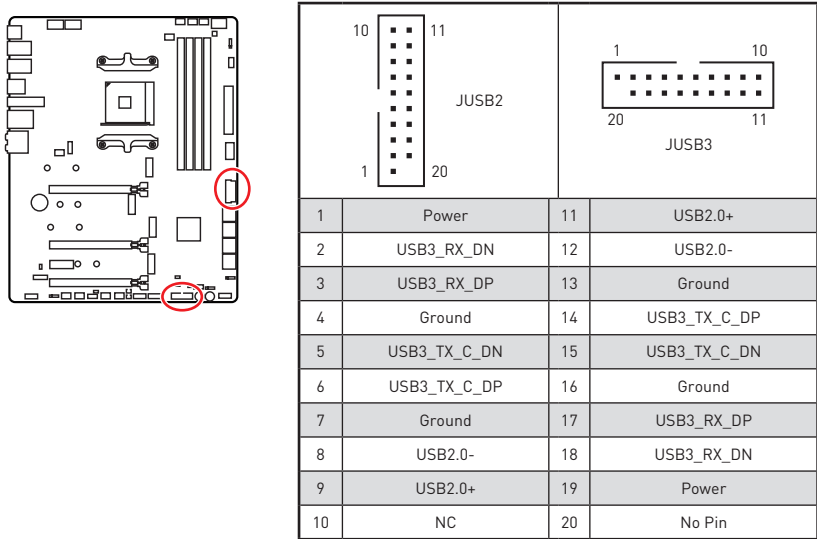 10 11
JUSB2
1 20
1 10
20 11
JUSB3
1 Power 11 USB2.0+
2 USB3_RX_DN 12 USB2.0-
3 USB3_RX_DP 13 Ground
4 Ground 14 USB3_TX_C_DP
5 USB3_TX_C_DN 15 USB3_TX_C_DN
6 USB3_TX_C_DP 16 Ground
7 Ground 17 USB3_RX_DP
8 USB2.0- 18 USB3_RX_DN
9 USB2.0+ 19 Power
10 NC 20 No Pin